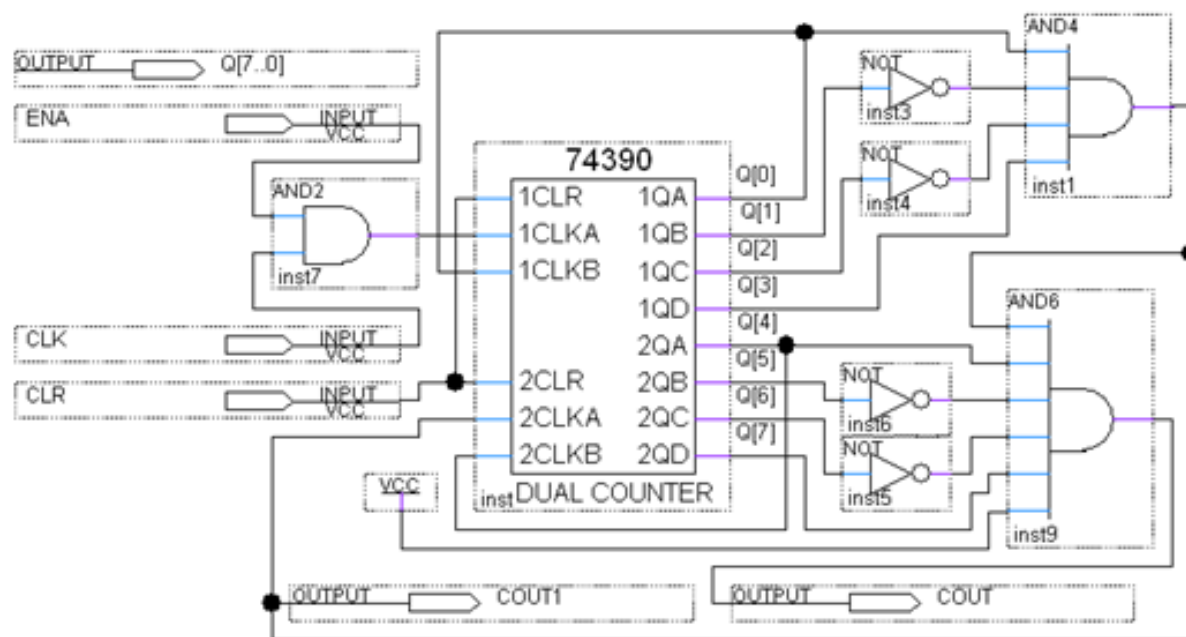 AND4
OUTPUT Q[7..0]
NOT
ENA INPUT
VCC
inst3
74390
NOT
AND2
Q[0]
inst4
inst1
1CLR 1QA
Q[1]
1CLKA 1QB
Q[2]
inst7
1CLKB 1QC
Q[3]
AND6
1QD
Q[4]
CLK INPUT
VCC
2QA
Q[5]
NOT
CLR INPUT
VCC
2CLR 2QB
Q[6]
inst6
2CLKA 2QC
Q[7]
NOT
2CLKB 2QD
VCC
inst
DUAL COUNTER
inst5
inst9
OUTPUT COUT1
OUTPUT COUT